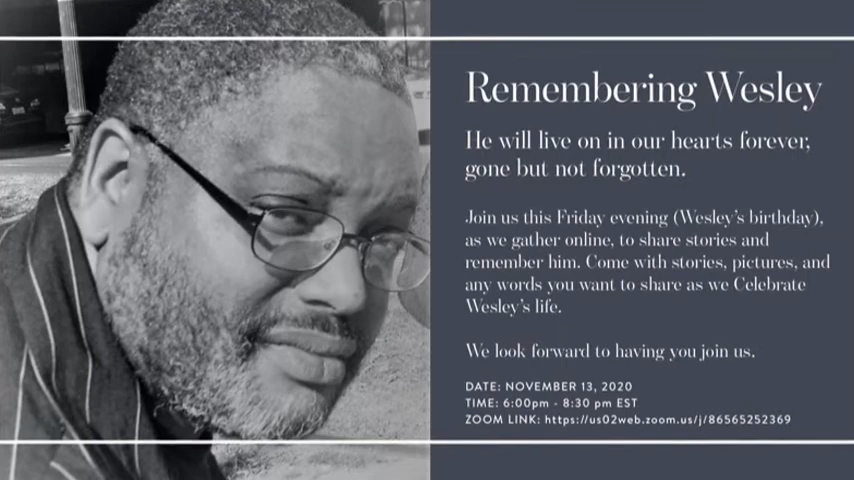 Remembering Wesley
He will live on in our hearts forever,
gone but not forgotten.
Join us this Friday evening (Wesley's birthday),
as we gather online, to share stories and
remember him. Come with stories, pictures, and
any words you want to share as we Celebrate
Wesley's life.
We look forward to having you join us.
DATE: NOVEMBER 13, 2020
TIME: 6:00pm - 8:30 pm EST
ZOOM LINK: https://us02web.zoom.us/j/86565252369